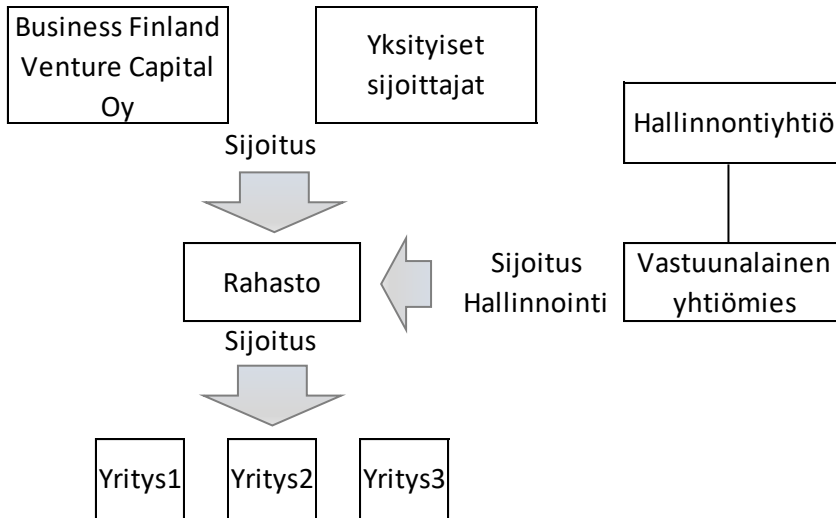 Business Finland
Venture Capital
Oy
Yksityiset
sijoittajat
Hallinnontiyhtiö
Sijoitus
Rahasto
Sijoitus
Hallinnointi
Vastuunalainen
yhtiömies
Sijoitus
Yritys1
Yritys2
Yritys3